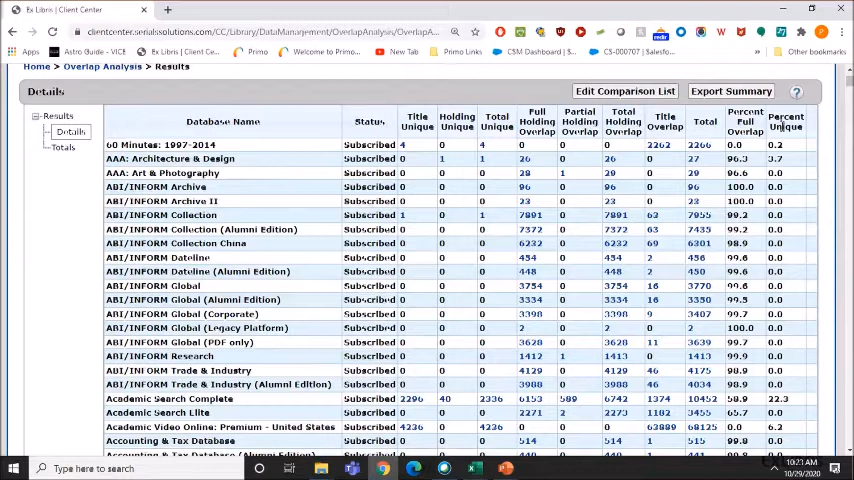 Ex Libris | Client Center
clientcenter.serialssolutions.com/CC/Library/DataManagement/OverlapAnalysis/OverlapA...
Apps Astro Guide - VICE Ex Libris | Client Ce... Primo Welcome to Primo... New Tab Primo Links CSM Dashboard | S... CS-000707 | Salesfo... Other bookmarks
Home > Overlap Analysis > Results
Details Edit Comparison List Export Summary ?
Results
Details
Totals
Database Name Status Title Unique Holding Unique Total Unique Full Holding Overlap Partial Holding Overlap Total Holding Overlap Title Overlap Total Percent Full Overlap Percent Unique
60 Minutes: 1997-2014 Subscribed 4 0 4 0 0 0 2262 2266 0.0 0.2
AAA: Architecture & Design Subscribed 0 1 1 26 0 26 0 27 96.3 3.7
AAA: Art & Photography Subscribed 0 0 0 28 1 29 0 29 96.6 0.0
ABI/INFORM Archive Subscribed 0 0 0 96 0 96 0 96 100.0 0.0
ABI/INFORM Archive II Subscribed 0 0 0 23 0 23 0 23 100.0 0.0
ABI/INFORM Collection Subscribed 1 0 1 7891 0 7891 63 7955 99.2 0.0
ABI/INFORM Collection (Alumni Edition) Subscribed 0 0 0 7372 0 7372 63 7435 99.2 0.0
ABI/INFORM Collection China Subscribed 0 0 0 6232 0 6232 69 6301 98.9 0.0
ABI/INFORM Dateline Subscribed 0 0 0 454 0 454 2 456 99.6 0.0
ABI/INFORM Dateline (Alumni Edition) Subscribed 0 0 0 448 0 448 2 450 99.6 0.0
ABI/INFORM Global Subscribed 0 0 0 3754 0 3754 16 3770 99.6 0.0
ABI/INFORM Global (Alumni Edition) Subscribed 0 0 0 3334 0 3334 16 3350 99.5 0.0
ABI/INFORM Global (Corporate) Subscribed 0 0 0 3398 0 3398 9 3407 99.7 0.0
ABI/INFORM Global (Legacy Platform) Subscribed 0 0 0 2 0 2 0 2 100.0 0.0
ABI/INFORM Global (PDF only) Subscribed 0 0 0 3628 0 3628 11 3639 99.7 0.0
ABI/INFORM Research Subscribed 0 0 0 1412 1 1413 0 1413 99.9 0.0
ABI/INFORM Trade & Industry Subscribed 0 0 0 4129 0 4129 46 4175 98.9 0.0
ABI/INFORM Trade & Industry (Alumni Edition) Subscribed 0 0 0 3988 0 3988 46 4034 98.9 0.0
Academic Search Complete Subscribed 2296 40 2336 6153 589 6742 1374 10452 58.9 22.3
Academic Search Elite Subscribed 0 0 0 2271 2 2273 1182 3455 65.7 0.0
Academic Video Online: Premium - United States Subscribed 4236 0 4236 0 0 0 63889 68125 0.0 6.2
Accounting & Tax Database Subscribed 0 0 0 514 0 514 1 515 99.8 0.0
Accounting & Tax Database (Alumni Edition) Subscribed 0 0 0 440 0 440 1 441 99.8 0.0
Type here to search
10:23 AM
10/29/2020